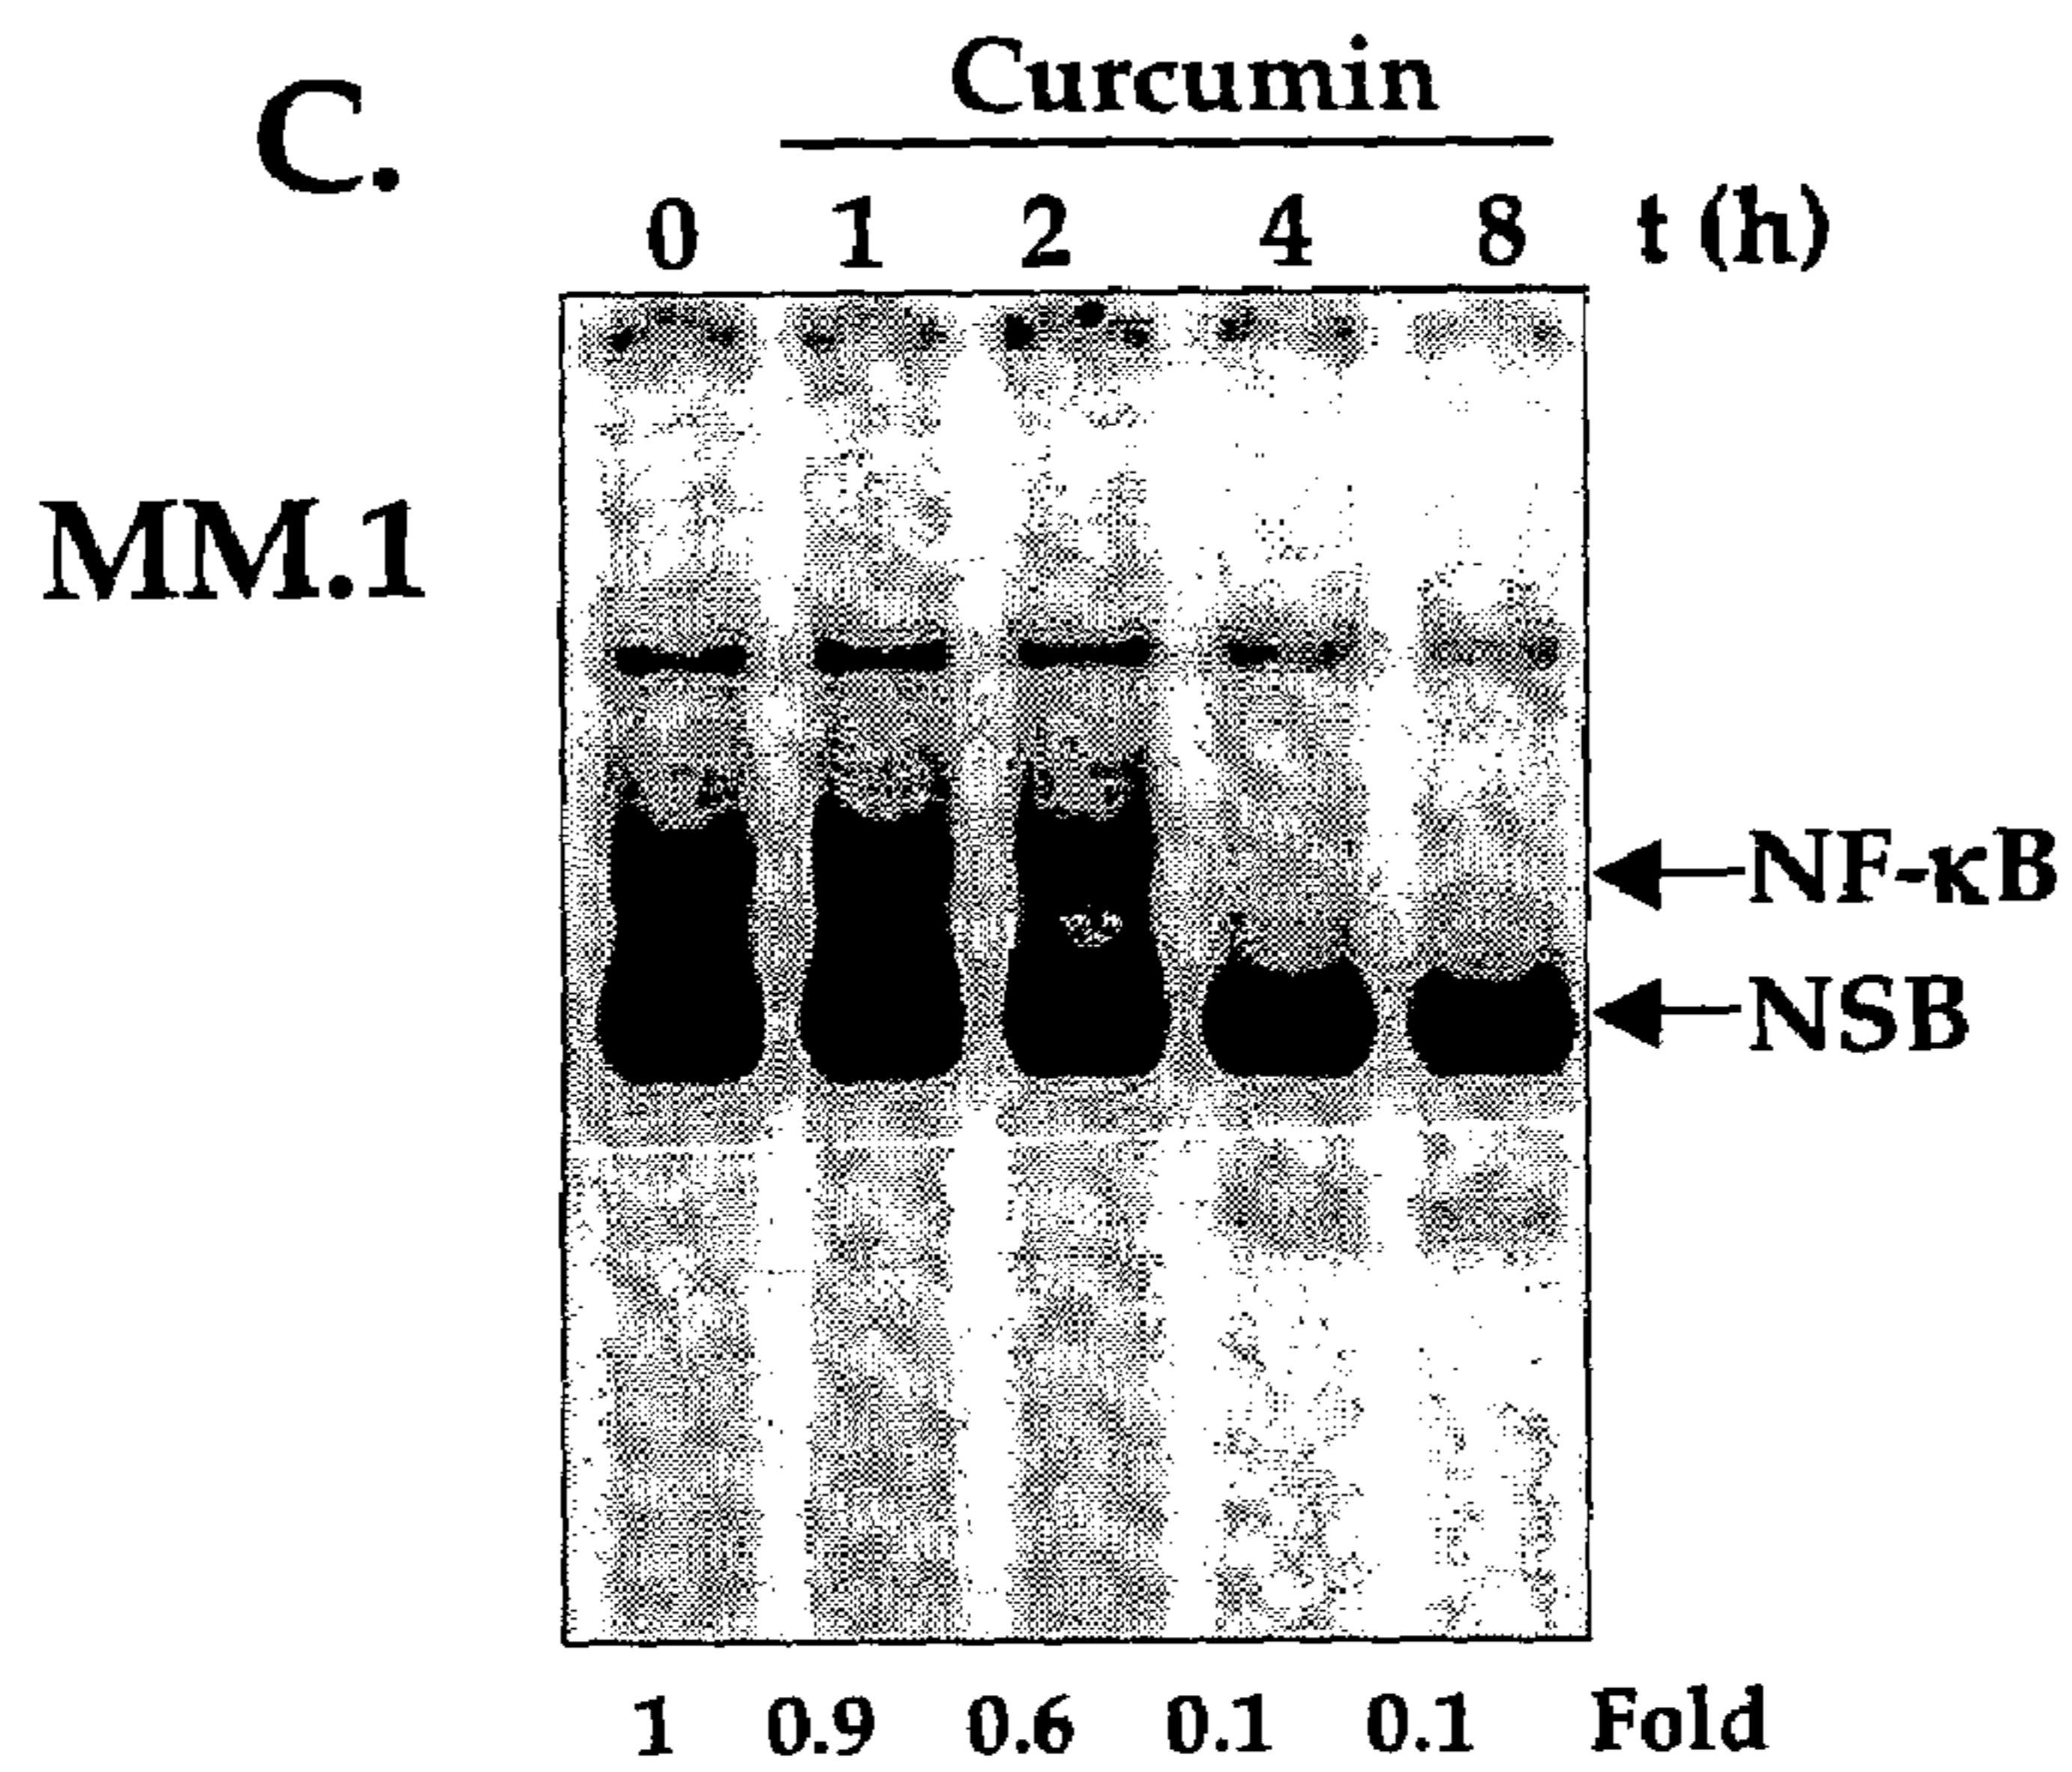 C.
Curcumin
0 1 2 4 8 t (h)
MM.1
NF-κB
NSB
1 0.9 0.6 0.1 0.1 Fold